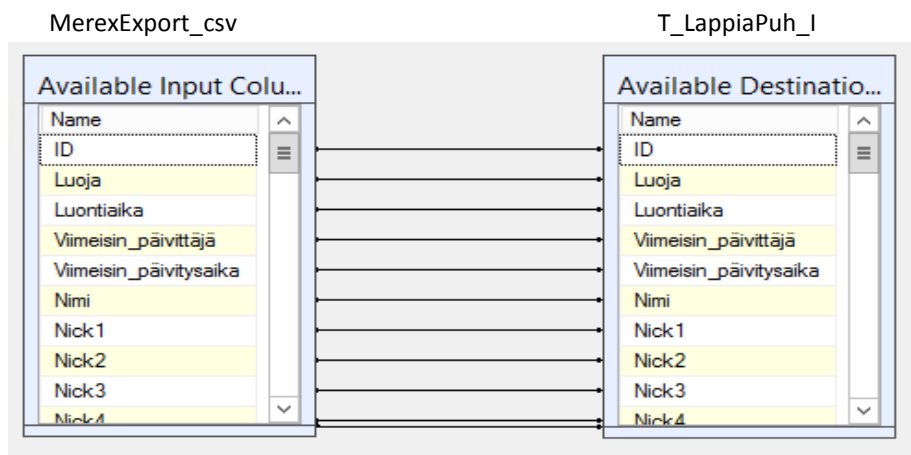 MerexExport_csv
T_LappiaPuh_I
Available Input Colu...
Name
ID
Luoja
Luontiaika
Viimeisin_päivittäjä
Viimeisin_päivitysaika
Nimi
Nick1
Nick2
Nick3
Nick4
Available Destinatio...
Name
ID
Luoja
Luontiaika
Viimeisin_päivittäjä
Viimeisin_päivitysaika
Nimi
Nick1
Nick2
Nick3
Nick4